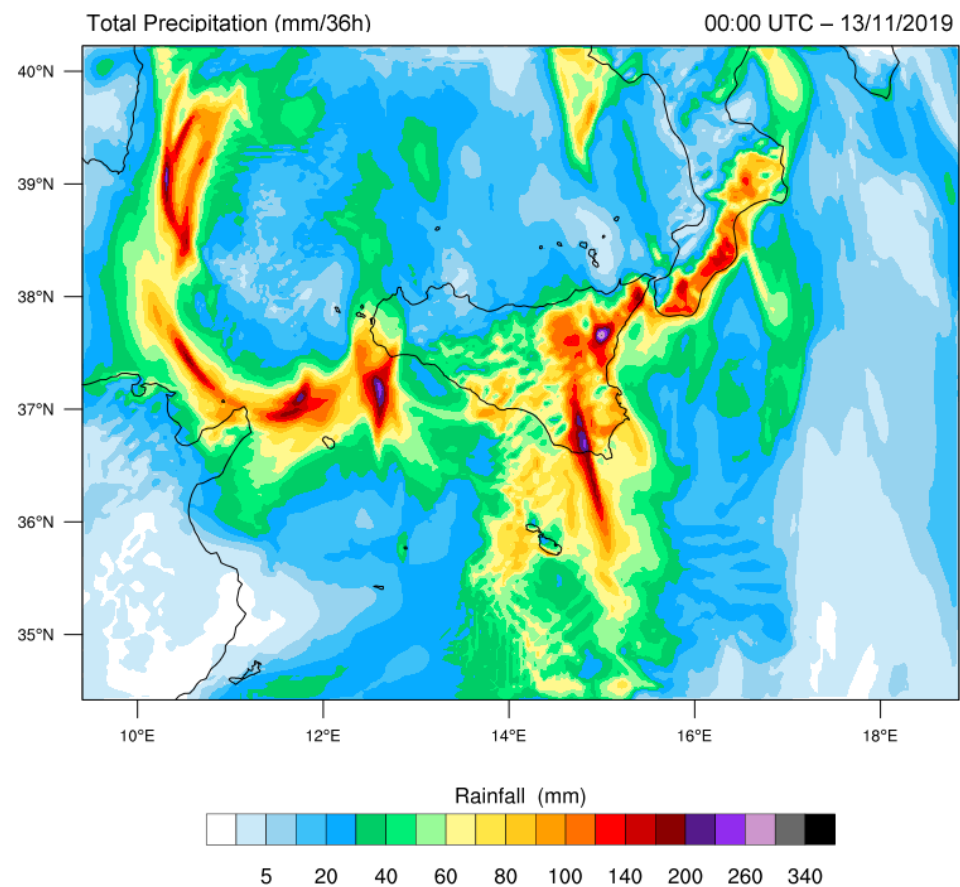 Total Precipitation (mm/36h) 00:00 UTC – 13/11/2019
40°N
39°N
38°N
37°N
36°N
35°N
10°E 12°E 14°E 16°E 18°E
Rainfall (mm)
5 20 40 60 80 100 140 200 260 340